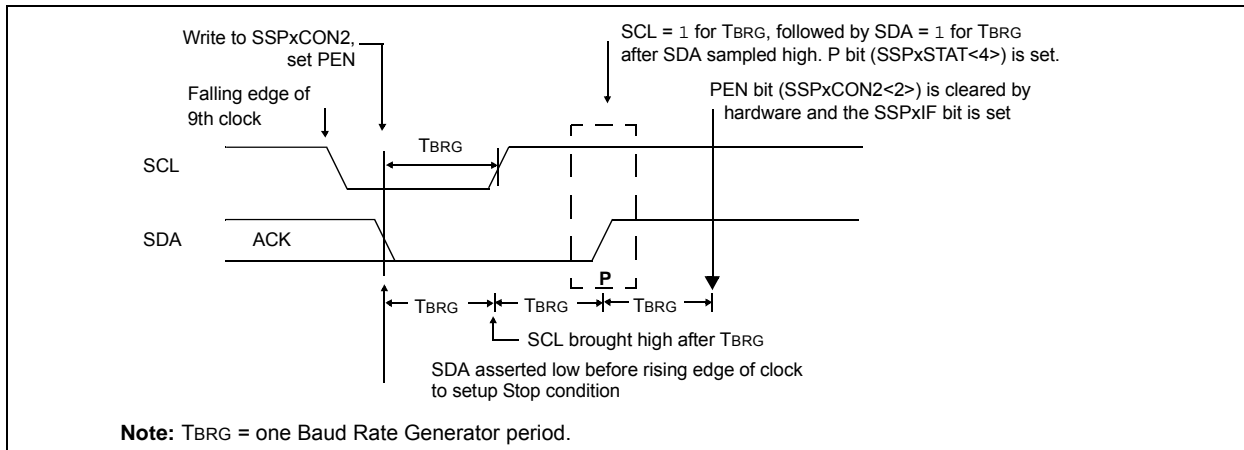 Write to SSPxCON2,
set PEN
SCL = 1 for TBRG, followed by SDA = 1 for TBRG
after SDA sampled high. P bit (SSPxSTAT<4>) is set.
Falling edge of
9th clock
PEN bit (SSPxCON2<2>) is cleared by
hardware and the SSPxIF bit is set
TBRG
SCL
SDA
ACK
P
TBRG
TBRG
TBRG
SCL brought high after TBRG
SDA asserted low before rising edge of clock
to setup Stop condition
Note: TBRG = one Baud Rate Generator period.